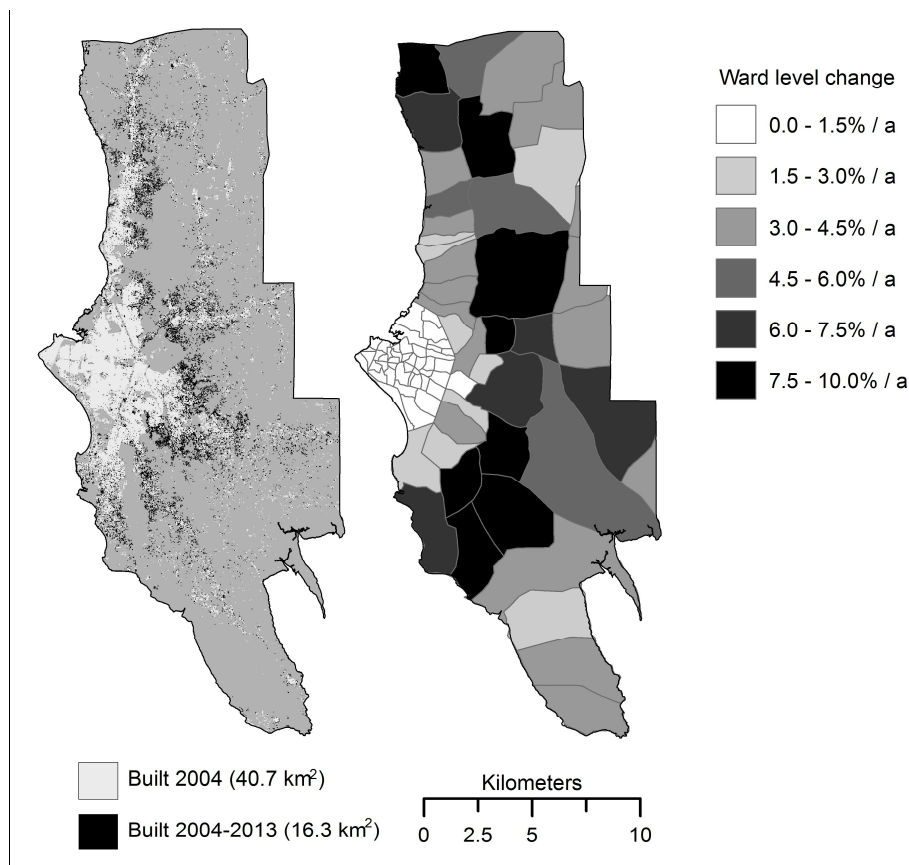 Ward level change
0.0 - 1.5% / a
1.5 - 3.0% / a
3.0 - 4.5% / a
4.5 - 6.0% / a
6.0 - 7.5% / a
7.5 - 10.0% / a
Built 2004 (40.7 km²)
Built 2004-2013 (16.3 km²)
Kilometers
0 2.5 5 10